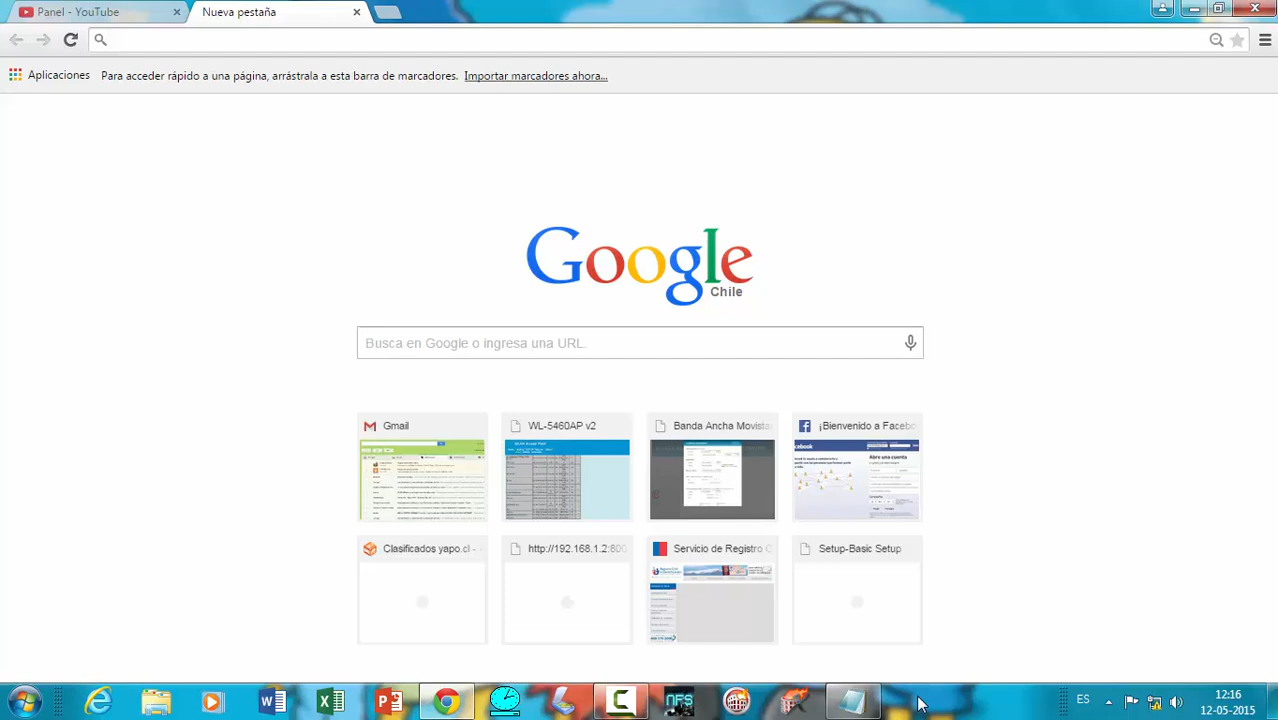 Panel - YouTube
Nueva pestaña
Aplicaciones Para acceder rápido a una página, arrástrala a esta barra de marcadores. Importar marcadores ahora...
Google
Chile
Busca en Google o ingresa una URL.
Gmail
WL-5460AP v2
Banda Ancha Movista
¡Bienvenido a Facebo
Clasificados yapo.cl -
http://192.168.1.2:800
Servicio de Registro C
Setup-Basic Setup
NFS
ES
12:16
12-05-2015